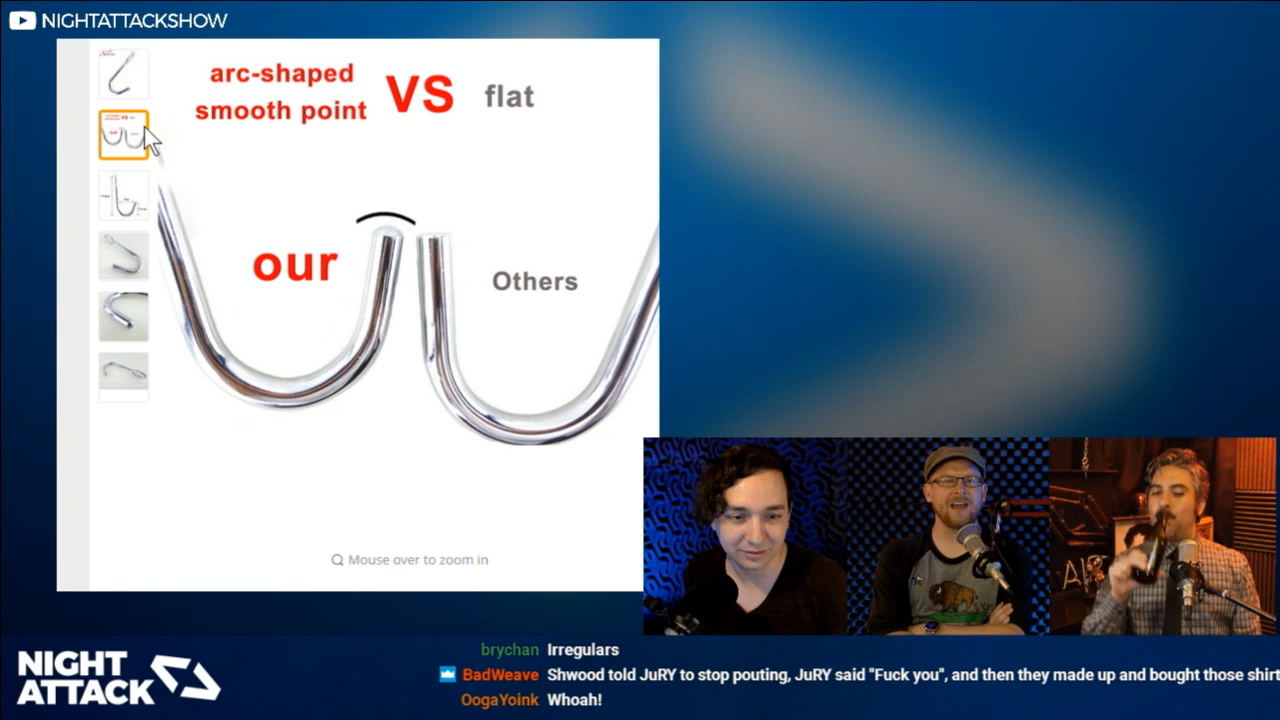 NIGHTATTACKSHOW
arc-shaped
smooth point
VS
flat
our
Others
Mouse over to zoom in
NIGHT
ATTACK
brychan Irregulars
BadWeave Shwood told JuRY to stop pouting, JuRY said "Fuck you", and then they made up and bought those shirt
OogaYoink Whoah!